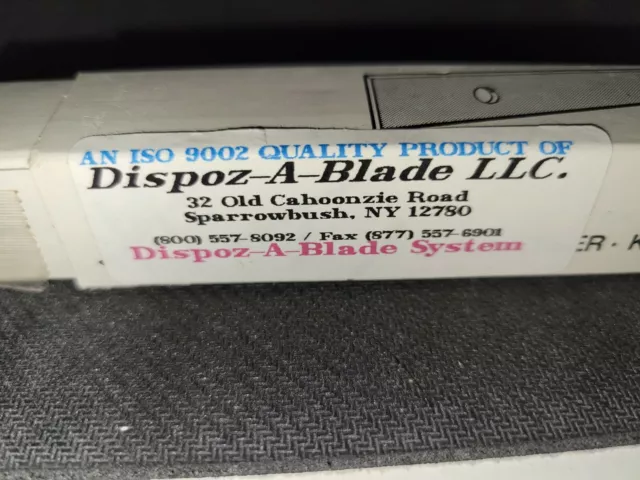 AN ISO 9002 QUALITY PRODUCT OF
Dispoz-A-Blade LLC.
32 Old Cahoonzie Road
Sparrowbush, NY 12780
(800) 557-8092 / Fax (877) 557-6901
Dispoz-A-Blade System
ER - K